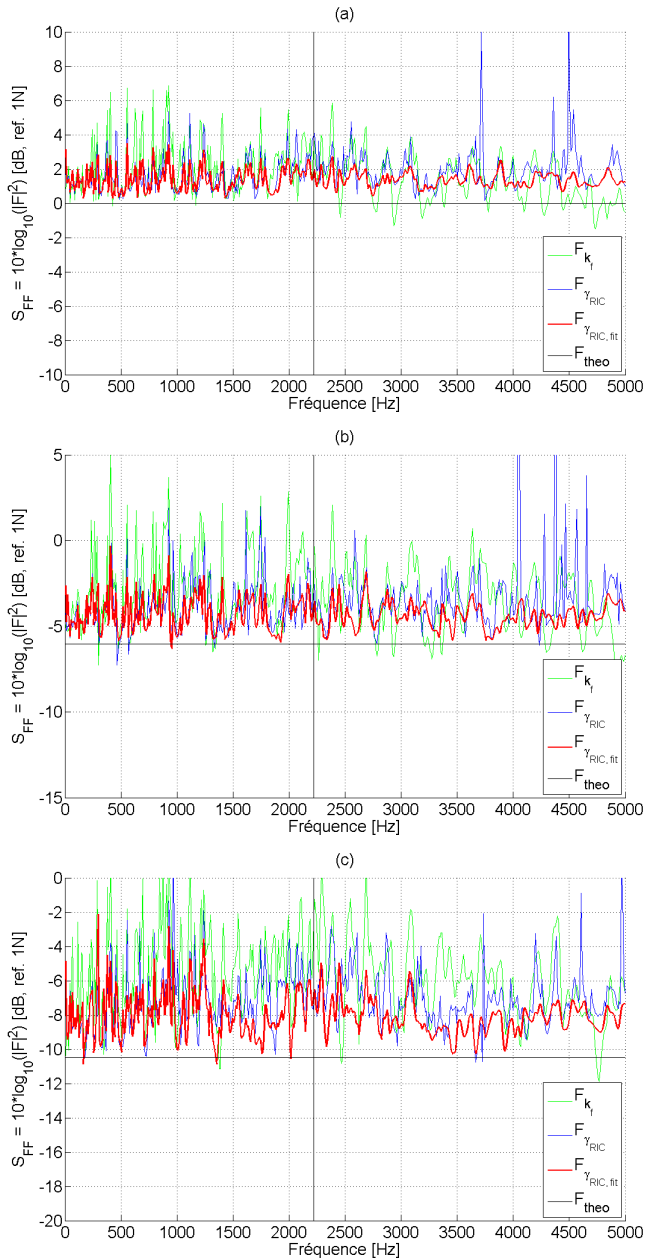 (a)
S_FF = 10*log_10(|F|^2) [dB, ref. 1N]
10
8
6
4
2
0
-2
-4
-6
-8
-10
F_k_f
F_γ_RIC
F_γ_RIC, fit
F_theo
0 500 1000 1500 2000 2500 3000 3500 4000 4500 5000
Fréquence [Hz]
(b)
S_FF = 10*log_10(|F|^2) [dB, ref. 1N]
5
0
-5
-10
-15
F_k_f
F_γ_RIC
F_γ_RIC, fit
F_theo
0 500 1000 1500 2000 2500 3000 3500 4000 4500 5000
Fréquence [Hz]
(c)
S_FF = 10*log_10(|F|^2) [dB, ref. 1N]
0
-2
-4
-6
-8
-10
-12
-14
-16
-18
-20
F_k_f
F_γ_RIC
F_γ_RIC, fit
F_theo
0 500 1000 1500 2000 2500 3000 3500 4000 4500 5000
Fréquence [Hz]